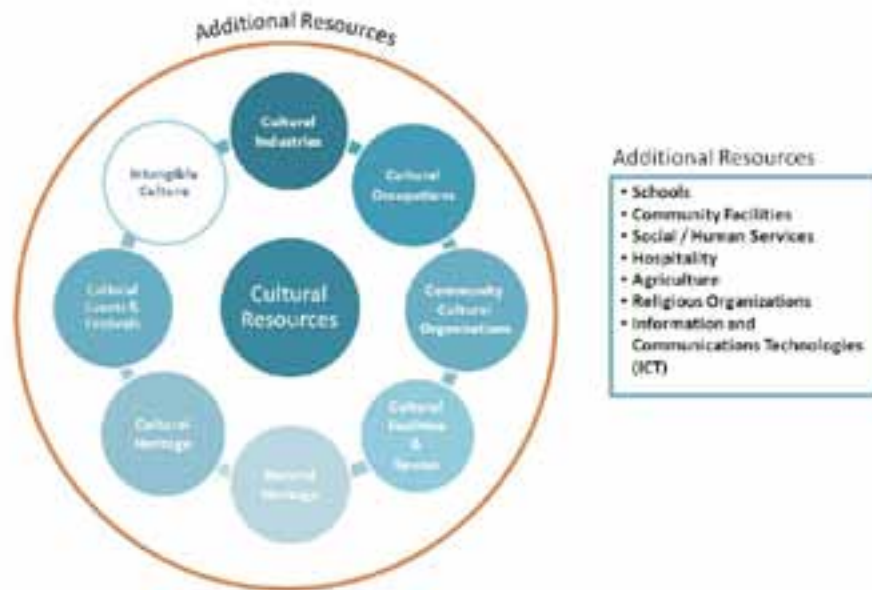 Additional Resources
Cultural
Industries
Cultural
Occupations
Community
Cultural
Organizations
Cultural
Facilities
&
Spaces
Natural
Heritage
Cultural
Heritage
Cultural
Events &
Festivals
Intangible
Culture
Cultural
Resources
Additional Resources
• Schools
• Community Facilities
• Social / Human Services
• Hospitality
• Agriculture
• Religious Organizations
• Information and
Communications Technologies
(ICT)